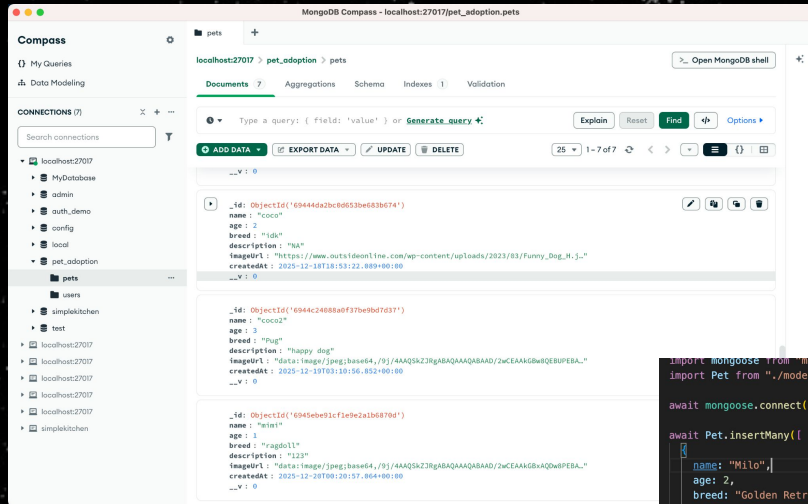 MongoDB Compass - localhost:27017/pet_adoption.pets
Compass
{} My Queries
Data Modeling
CONNECTIONS (7)
Search connections
localhost:27017
MyDatabase
admin
auth_demo
config
local
pet_adoption
pets
users
simplekitchen
test
localhost:27017
localhost:27017
localhost:27017
localhost:27017
localhost:27017
simplekitchen
pets
localhost:27017 > pet_adoption > pets
>_ Open MongoDB shell
Documents 7 Aggregations Schema Indexes 1 Validation
Type a query: { field: 'value' } or Generate query
Explain Reset Find </> Options
ADD DATA EXPORT DATA UPDATE DELETE 25 1 – 7 of 7 {}
__v : 0
_id: ObjectId('69444da2bc0d653be683b674')
name : "coco"
age : 2
breed : "idk"
description : "NA"
imageUrl : "https://www.outsideonline.com/wp-content/uploads/2023/03/Funny_Dog_H.j…"
createdAt : 2025-12-18T18:53:22.089+00:00
__v : 0
_id: ObjectId('6944c24088a0f37be9bd7d37')
name : "coco2"
age : 3
breed : "Pug"
description : "happy dog"
imageUrl : "data:image/jpeg;base64,/9j/4AAQSkZJRgABAQAAAQABAAD/2wCEAAkGBw8QEBUPEBA…"
createdAt : 2025-12-19T03:10:56.852+00:00
__v : 0
_id: ObjectId('6945ebe91cf1e9e2a1b6870d')
name : "mimi"
age : 1
breed : "ragdoll"
description : "123"
imageUrl : "data:image/jpeg;base64,/9j/4AAQSkZJRgABAQAAAQABAAD/2wCEAAkGBxAQDw8PBEA…"
createdAt : 2025-12-20T00:20:57.064+00:00
__v : 0
import mongoose from "m
import Pet from "./mode
await mongoose.connect(
await Pet.insertMany([
{
name: "Milo",
age: 2,
breed: "Golden Retr